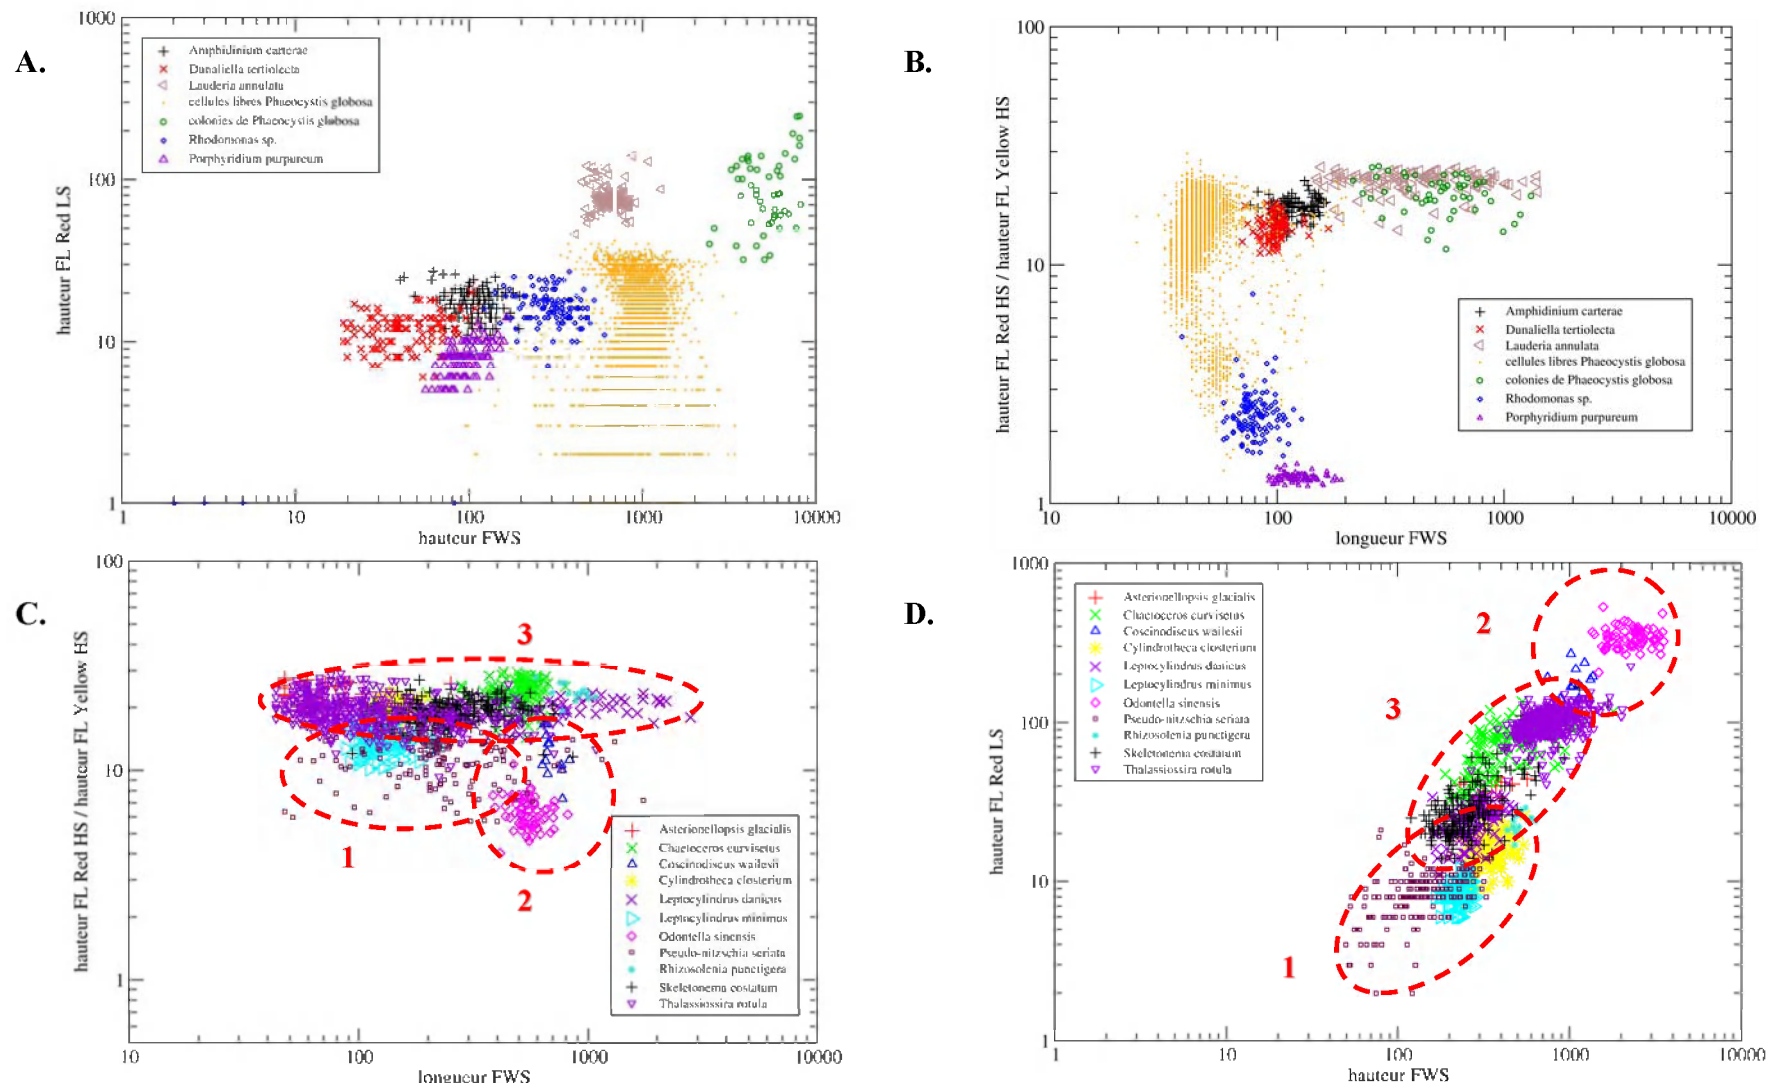 A.
1000
100
10
1
hauteur FL Red LS
Amphidinium carterae
Dunaliella tertiolecta
Lauderia annulata
cellules libres Phaeocystis globosa
colonies de Phaeocystis globosa
Rhodomonas sp.
Porphyridium purpureum
1 10 100 1000 10000
hauteur FWS
B.
100
10
1
hauteur FL Red HS / hauteur FL Yellow HS
Amphidinium carterae
Dunaliella tertiolecta
Lauderia annulata
cellules libres Phaeocystis globosa
colonies de Phaeocystis globosa
Rhodomonas sp.
Porphyridium purpureum
10 100 1000 10000
longueur FWS
C.
100
10
1
hauteur FL Red HS / hauteur FL Yellow HS
3
1
2
Asterionellopsis glacialis
Chaetoceros curvisetus
Coscinodiscus wailesii
Cylindrotheca closterium
Leptocylindrus danicus
Leptocylindrus minimus
Odontella sinensis
Pseudo-nitzschia seriata
Rhizosolenia punctigera
Skeletonema costatum
Thalassiosira rotula
10 100 1000 10000
longueur FWS
D.
1000
100
10
1
hauteur FL Red LS
Asterionellopsis glacialis
Chaetoceros curvisetus
Coscinodiscus wailesii
Cylindrotheca closterium
Leptocylindrus danicus
Leptocylindrus minimus
Odontella sinensis
Pseudo-nitzschia seriata
Rhizosolenia punctigera
Skeletonema costatum
Thalassiosira rotula
2
3
1
1 10 100 1000 10000
hauteur FWS